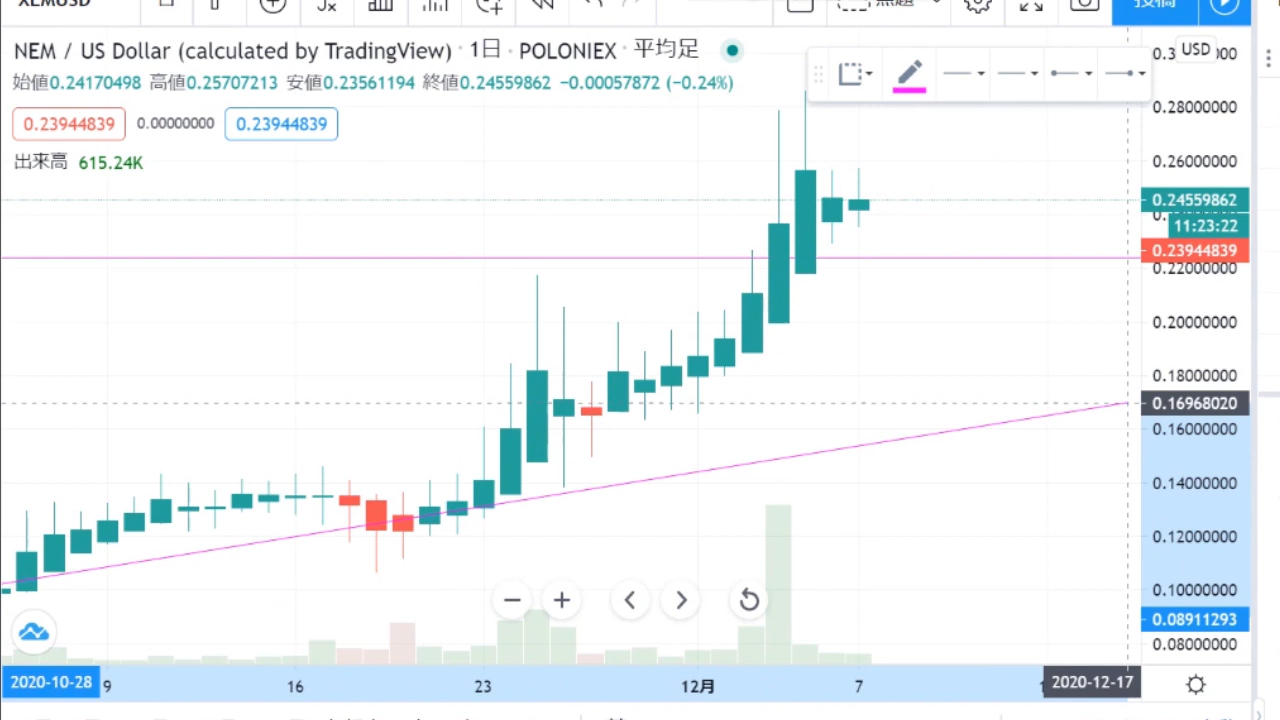 XEMUSD
投稿
NEM / US Dollar (calculated by TradingView) · 1日 · POLONIEX · 平均足
始値0.24170498 高値0.25707213 安値0.23561194 終値0.24559862 −0.00057872 (−0.24%)
0.23944839 0.00000000 0.23944839
出来高 615.24K
USD
0.28000000
0.26000000
0.24559862
11:23:22
0.23944839
0.22000000
0.20000000
0.18000000
0.16968020
0.16000000
0.14000000
0.12000000
0.10000000
0.08911293
0.08000000
2020-10-28 9 16 23 12月 7 2020-12-17